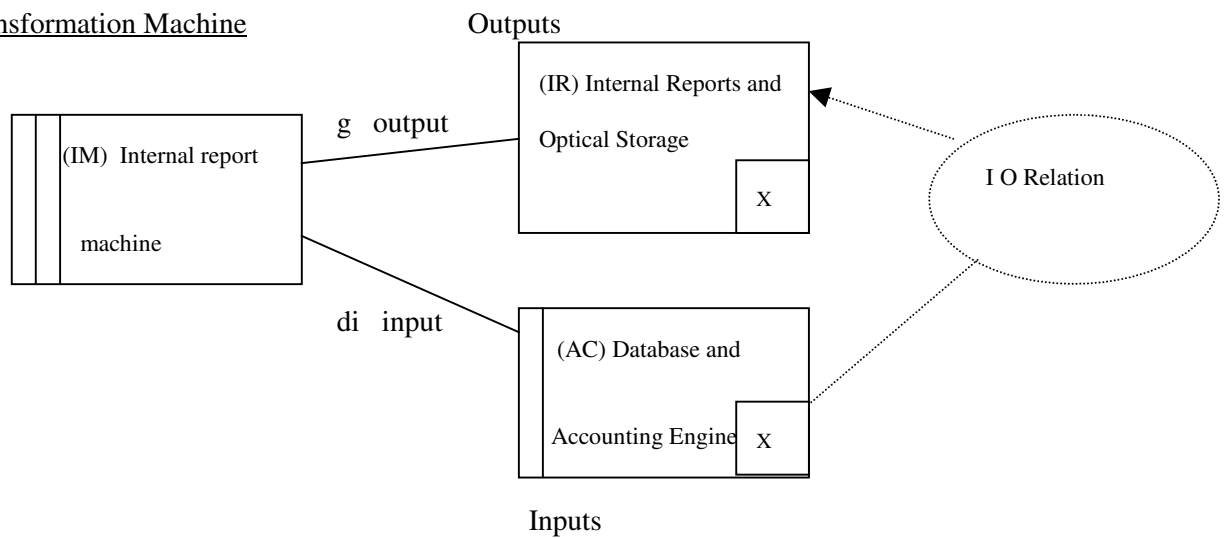 nsformation Machine
Outputs
(IR) Internal Reports and
Optical Storage
X
g output
(IM) Internal report
machine
I O Relation
di input
(AC) Database and
Accounting Engine
X
Inputs